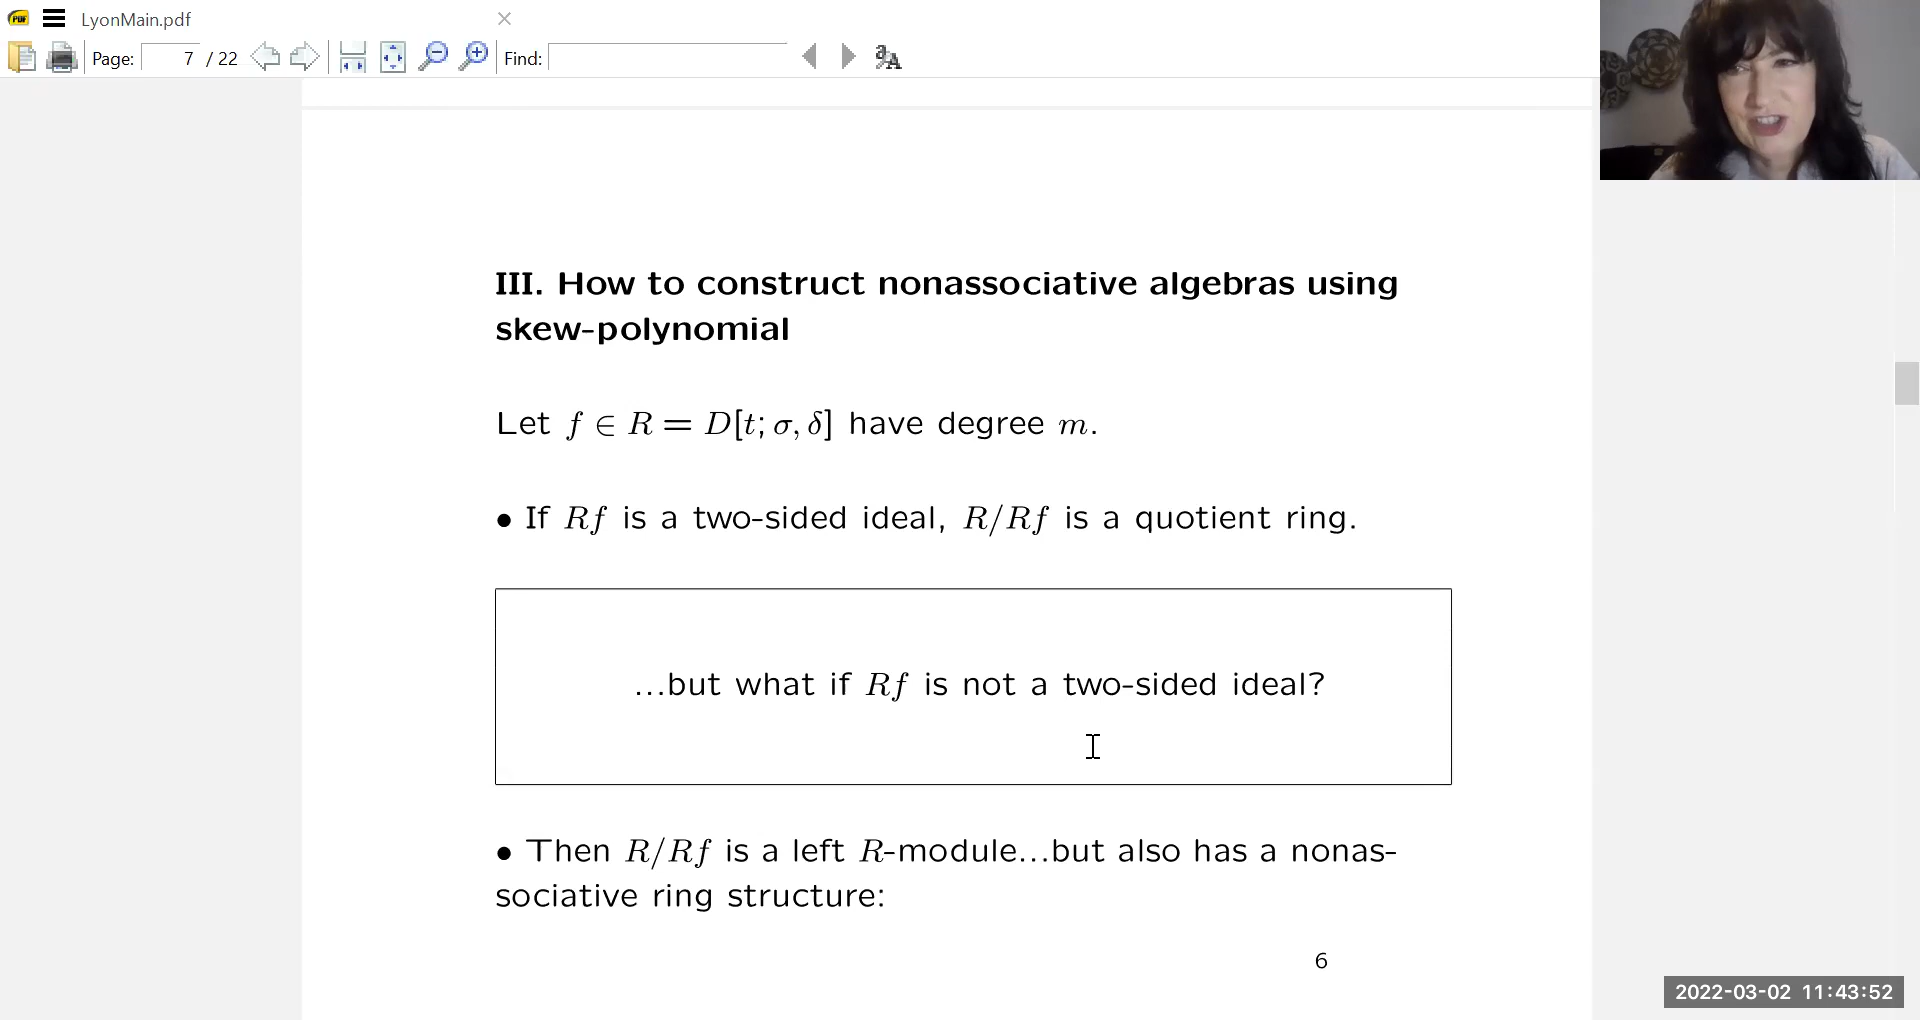 LyonMain.pdf
Page: 7 / 22 Find:
III. How to construct nonassociative algebras using
skew-polynomial
Let f ∈ R = D[t; σ, δ] have degree m.
• If Rf is a two-sided ideal, R/Rf is a quotient ring.
...but what if Rf is not a two-sided ideal?
• Then R/Rf is a left R-module...but also has a nonas-
sociative ring structure:
6
2022-03-02 11:43:52